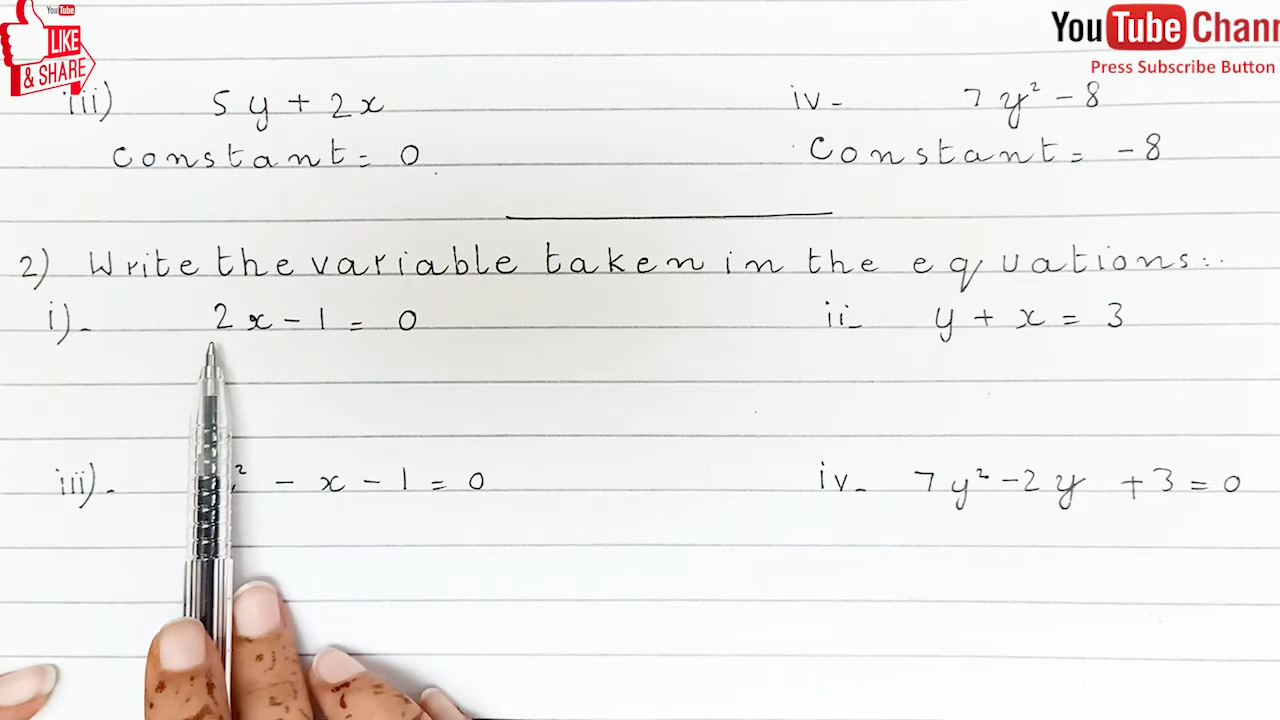 YouTube
LIKE
& SHARE
YouTube Chann
Press Subscribe Button
iii) 5y + 2x
iv- 7y² - 8
Constant = 0
Constant = -8
2) Write the variable taken in the equations:-
i)- 2x - 1 = 0
ii- y + x = 3
iii)- ² - x - 1 = 0
iv- 7y² - 2y + 3 = 0